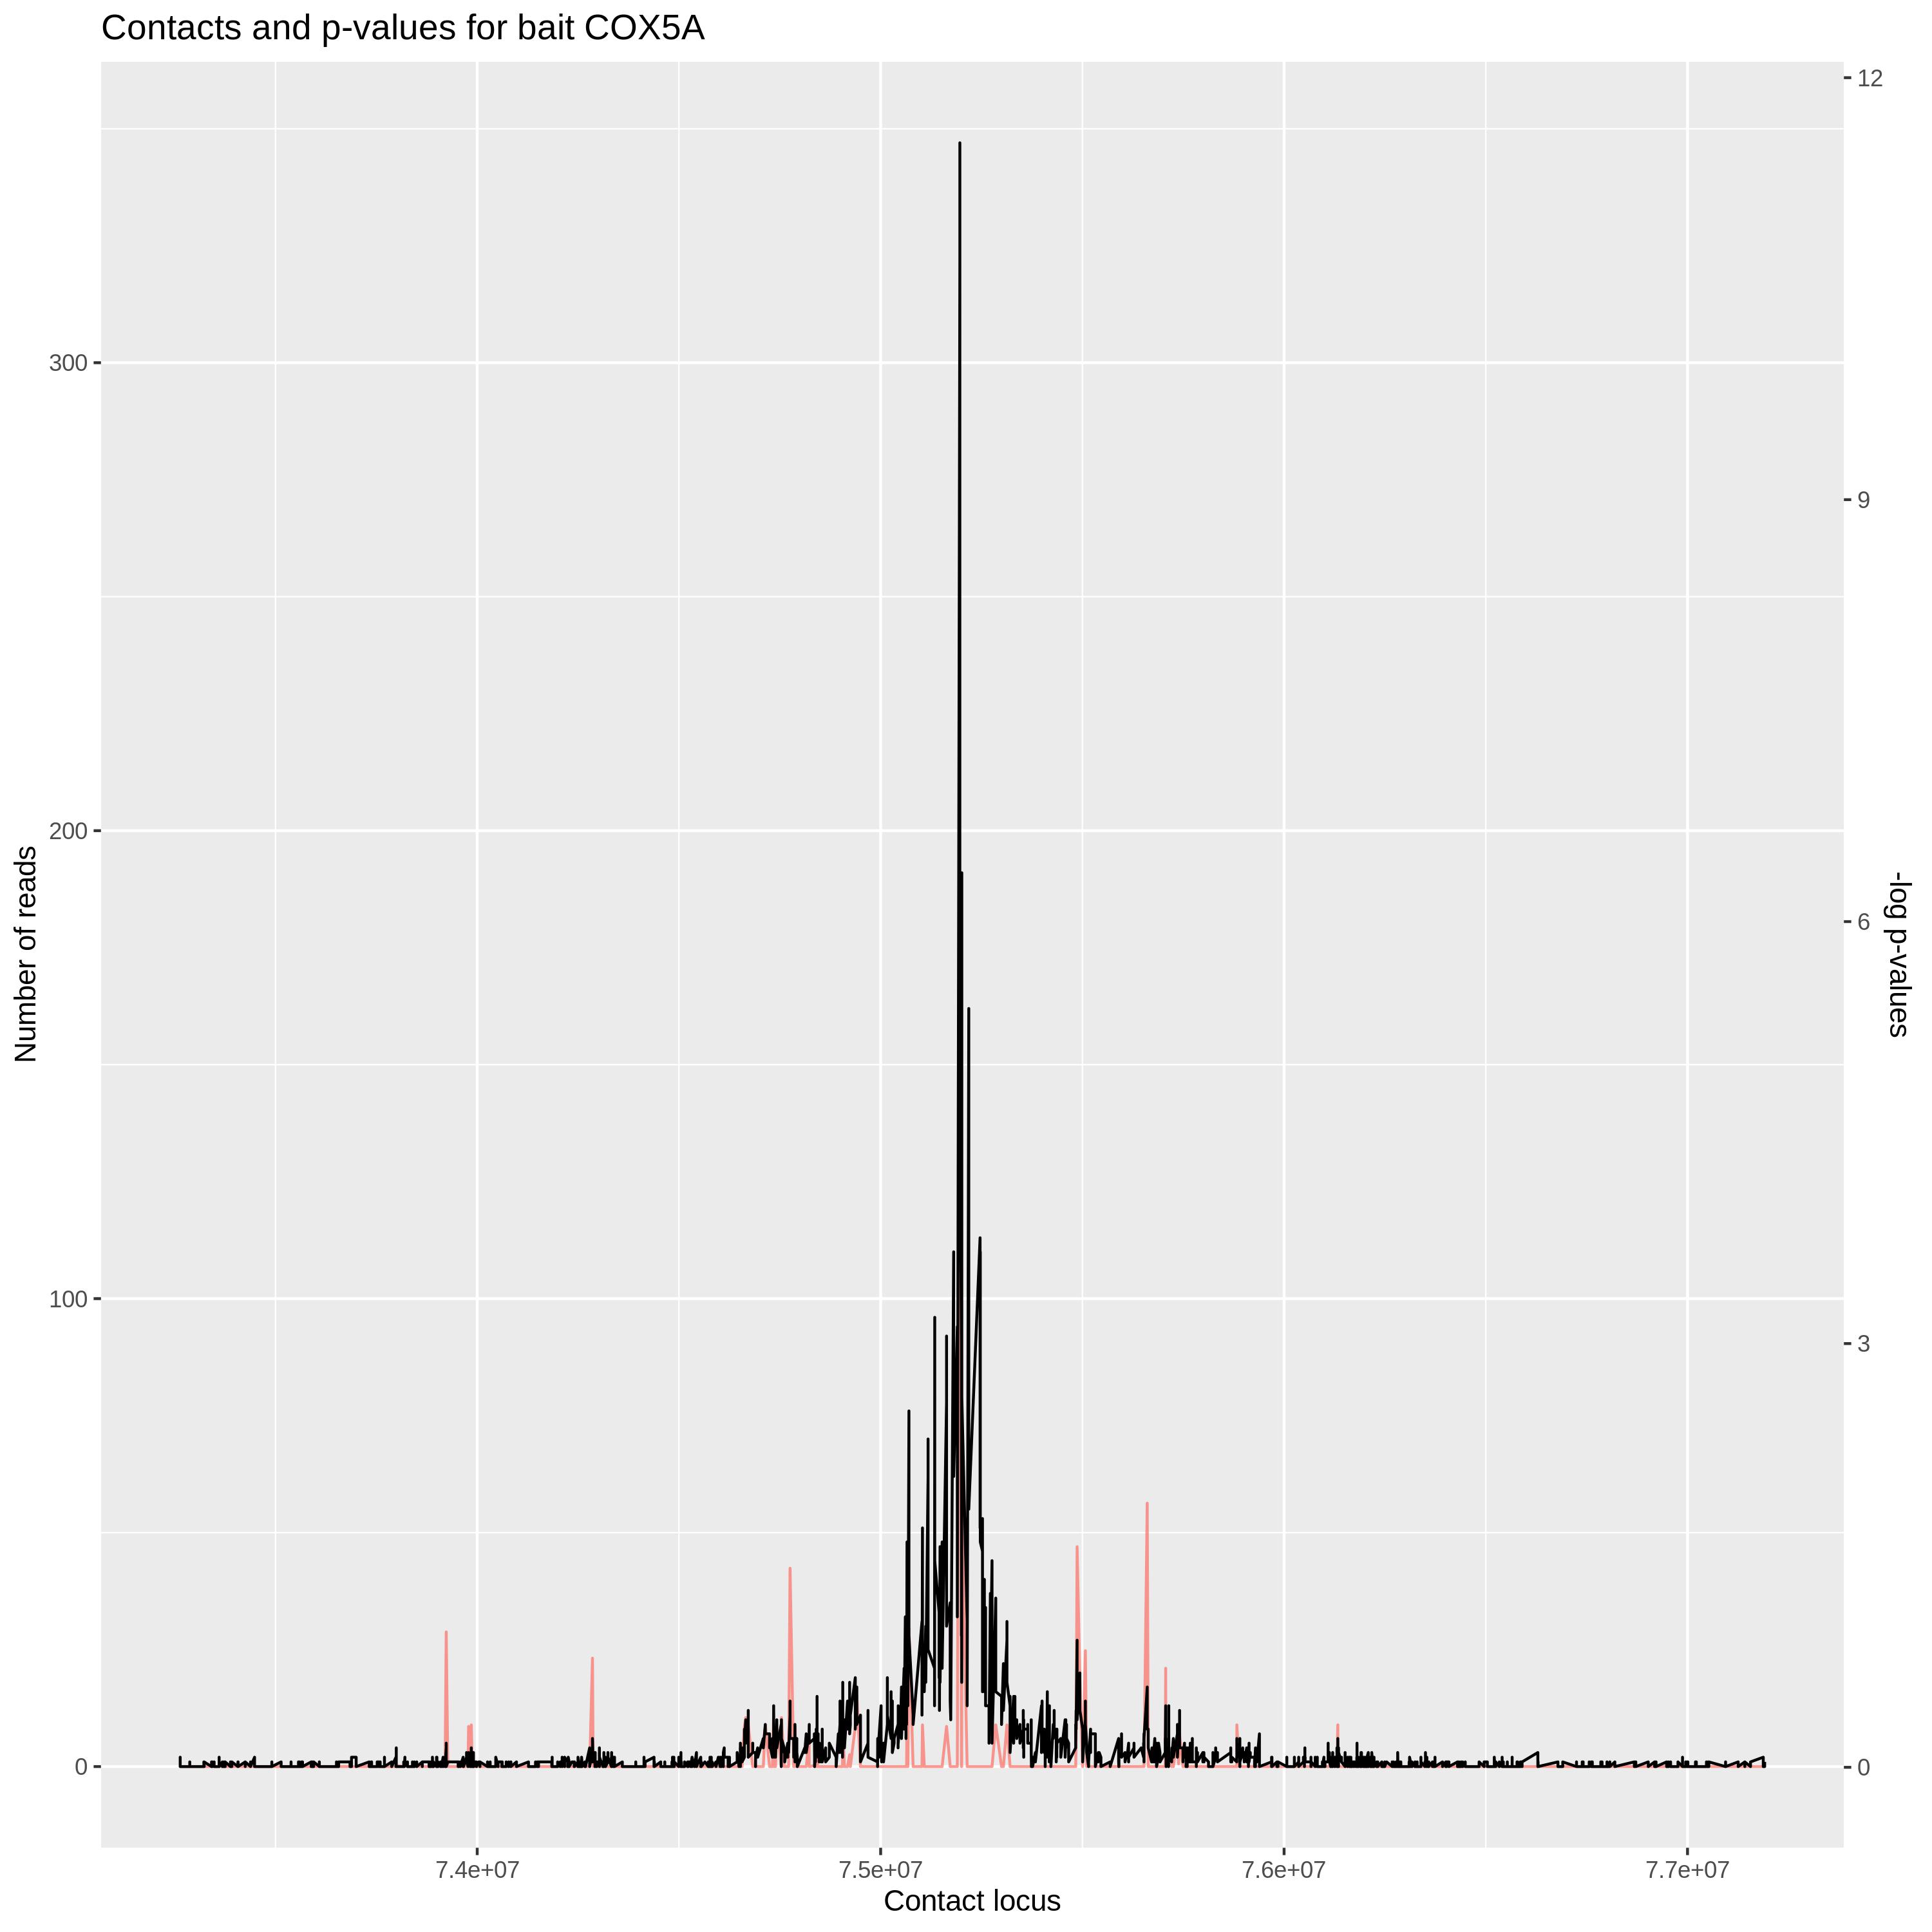 Contacts and p-values for bait COX5A
300
200
100
0
Number of reads
12
9
6
3
0
-log p-values
7.4e+07
7.5e+07
7.6e+07
7.7e+07
Contact locus